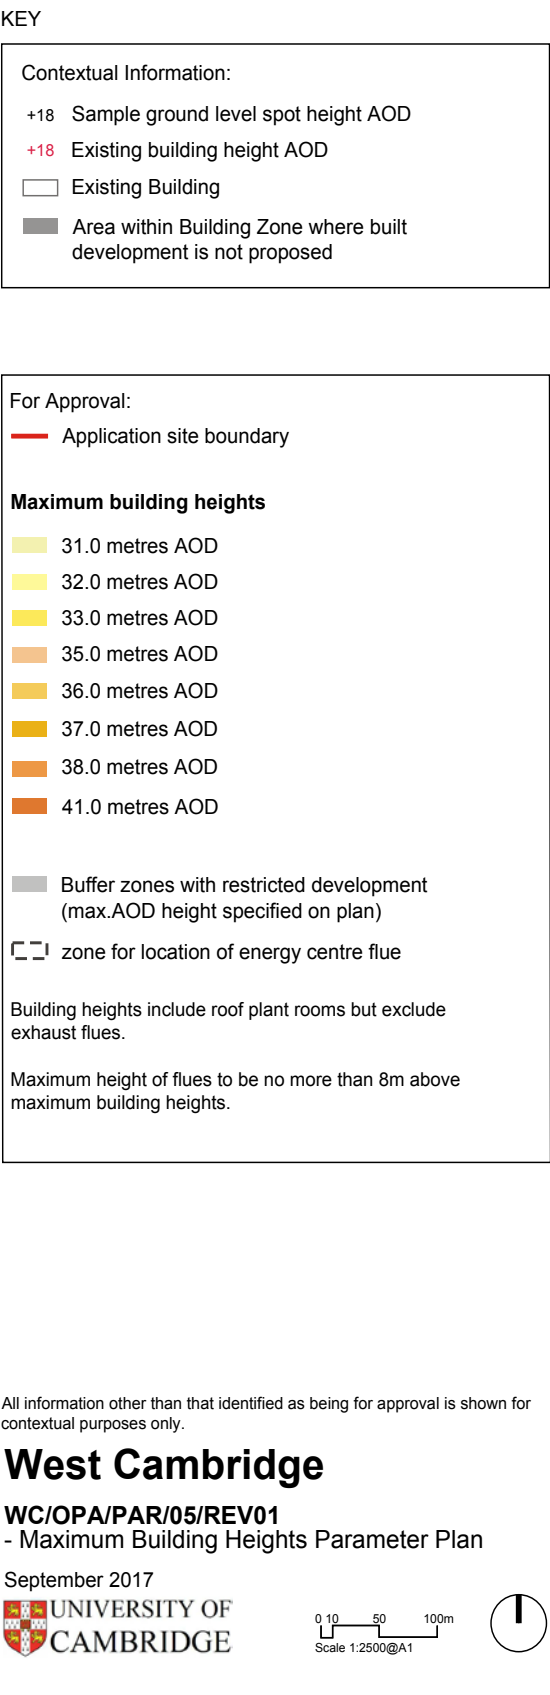 KEY
Contextual Information:
+18 Sample ground level spot height AOD
+18 Existing building height AOD
Existing Building
Area within Building Zone where built
development is not proposed
For Approval:
Application site boundary
Maximum building heights
31.0 metres AOD
32.0 metres AOD
33.0 metres AOD
35.0 metres AOD
36.0 metres AOD
37.0 metres AOD
38.0 metres AOD
41.0 metres AOD
Buffer zones with restricted development
(max.AOD height specified on plan)
zone for location of energy centre flue
Building heights include roof plant rooms but exclude
exhaust flues.
Maximum height of flues to be no more than 8m above
maximum building heights.
All information other than that identified as being for approval is shown for
contextual purposes only.
West Cambridge
WC/OPA/PAR/05/REV01
- Maximum Building Heights Parameter Plan
September 2017
UNIVERSITY OF
CAMBRIDGE
0 10 50 100m
Scale 1:2500@A1